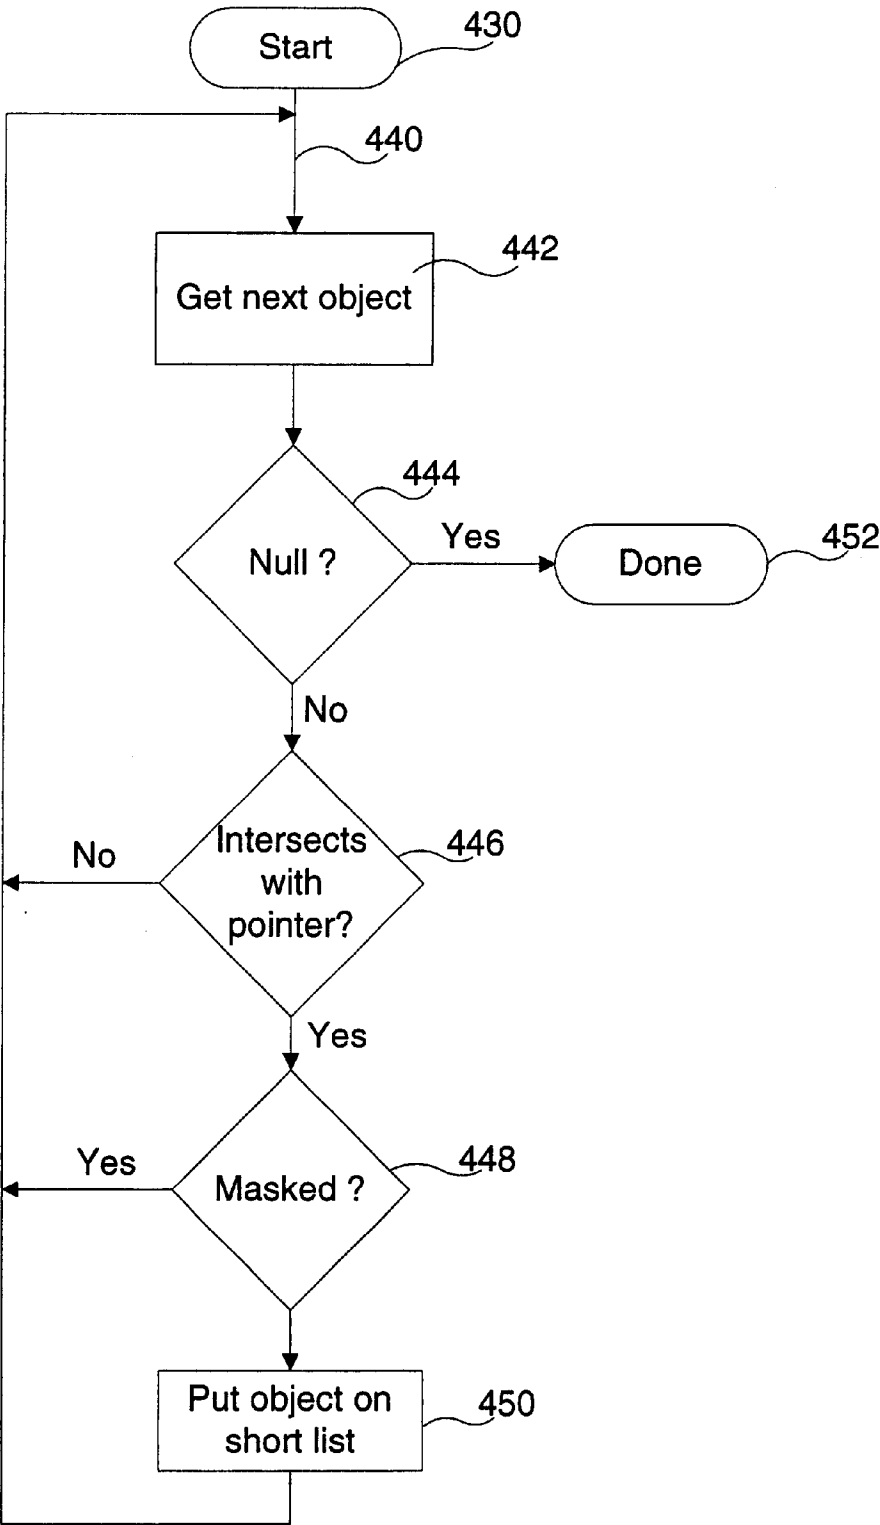 Start
430
440
442
Get next object
444
Yes
Null ?
Done
452
No
Intersects
with
pointer?
446
No
Yes
448
Yes
Masked ?
Put object on
short list
450